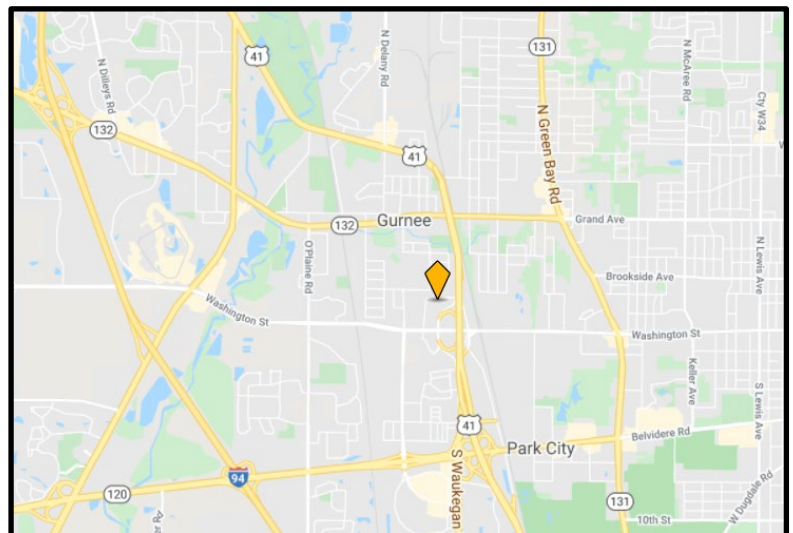 41
N Delany Rd
131
N McAree Rd
Cty W34
N Dilleys Rd
132
41
N Green Bay Rd
132
Gurnee
Grand Ave
O'Plaine Rd
N Lewis Ave
Brookside Ave
Washington St
Washington St
Keller Ave
S Lewis Ave
41
Belvidere Rd
Park City
94
S Waukegan
120
131
W Dugdale Rd
10th St